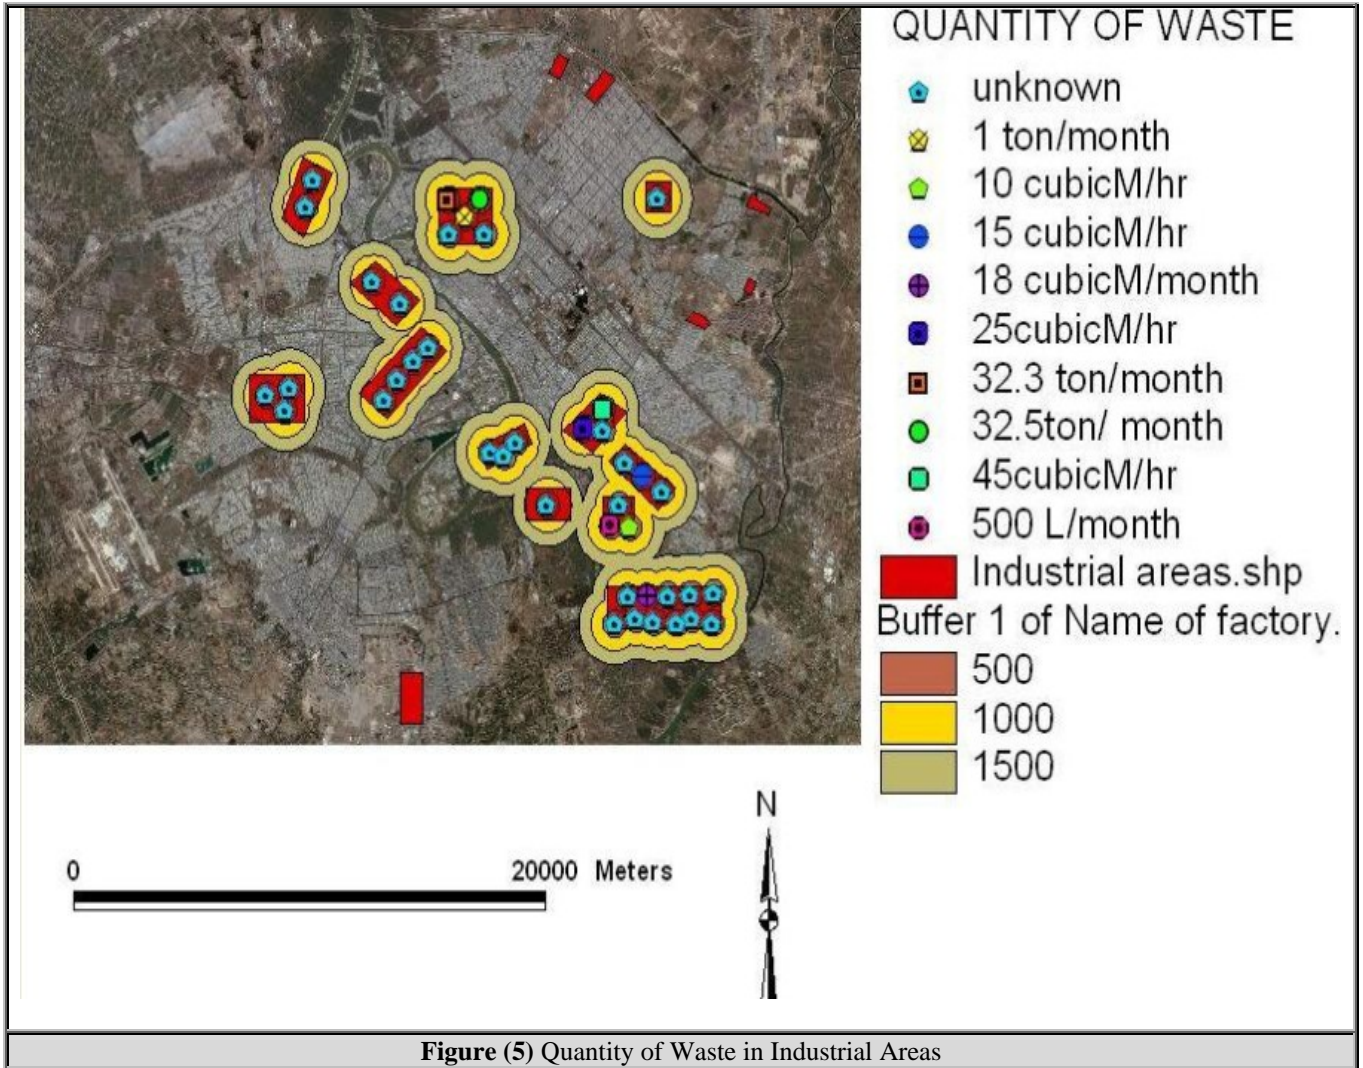 QUANTITY OF WASTE
unknown
1 ton/month
10 cubicM/hr
15 cubicM/hr
18 cubicM/month
25cubicM/hr
32.3 ton/month
32.5ton/ month
45cubicM/hr
500 L/month
Industrial areas.shp
Buffer 1 of Name of factory.
500
1000
1500
N
0 20000 Meters
Figure (5) Quantity of Waste in Industrial Areas